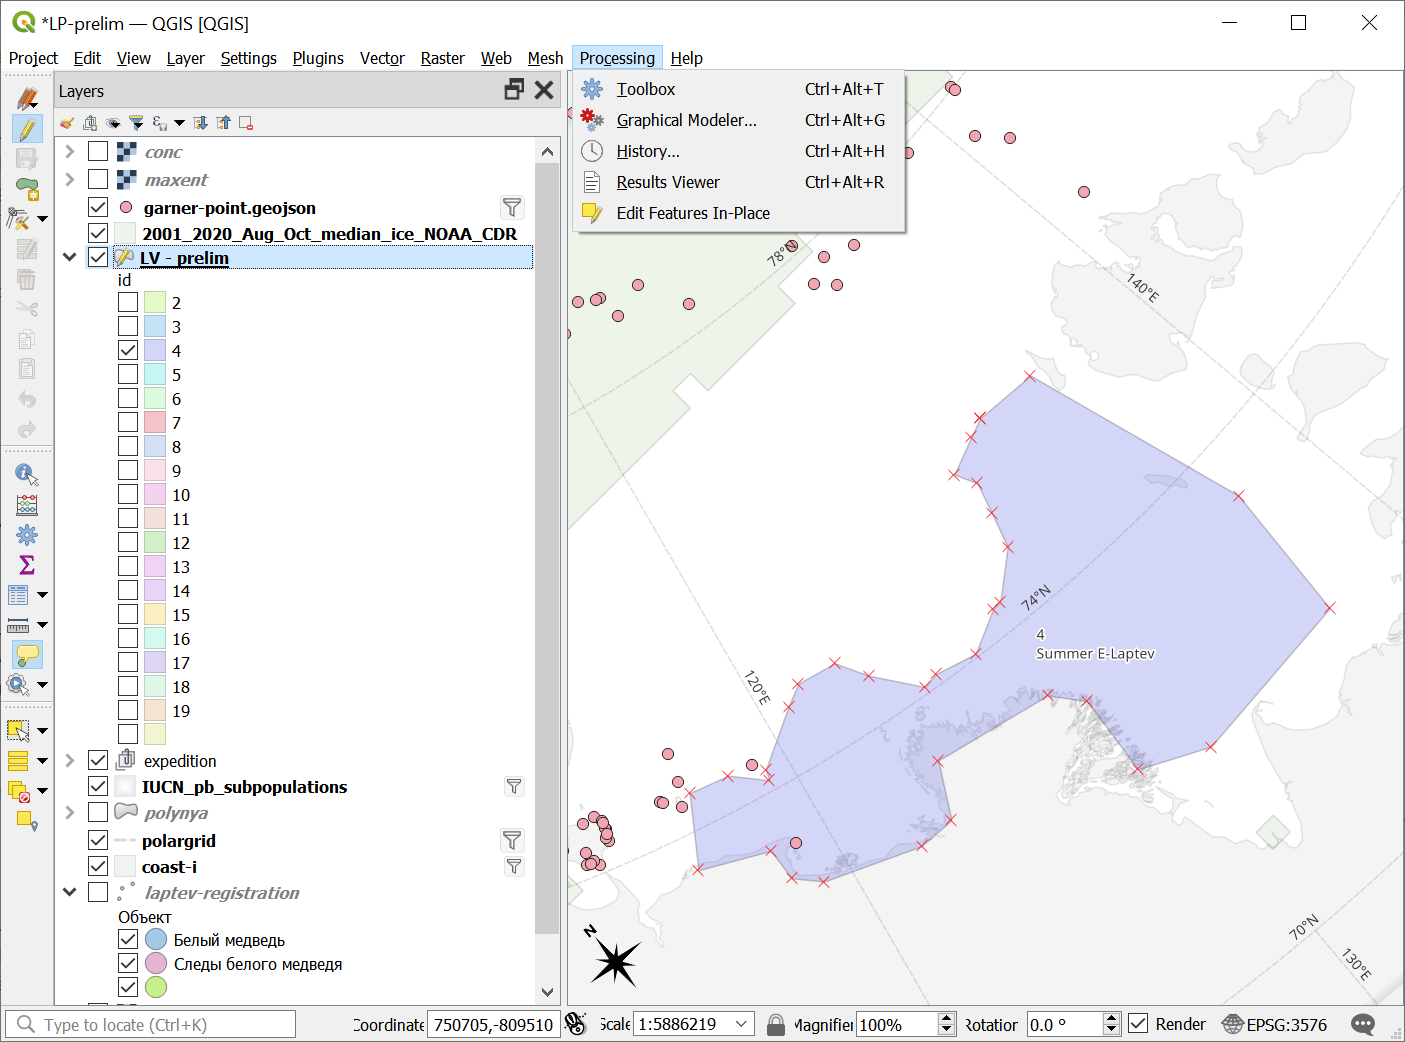 *LP-prelim — QGIS [QGIS]
Project Edit View Layer Settings Plugins Vector Raster Web Mesh Processing Help
Layers
Toolbox Ctrl+Alt+T
Graphical Modeler... Ctrl+Alt+G
History... Ctrl+Alt+H
Results Viewer Ctrl+Alt+R
Edit Features In-Place
conc
maxent
garner-point.geojson
2001_2020_Aug_Oct_median_ice_NOAA_CDR
LV - prelim
id
2
3
4
5
6
7
8
9
10
11
12
13
14
15
16
17
18
19
expedition
IUCN_pb_subpopulations
polynya
polargrid
coast-i
laptev-registration
Объект
Белый медведь
Следы белого медведя
78°N
140°E
74°N
4
Summer E-Laptev
120°E
70°N
130°E
N
Type to locate (Ctrl+K) Coordinate 750705,-809510 Scale 1:5886219 Magnifier 100% Rotation 0.0 ° Render EPSG:3576